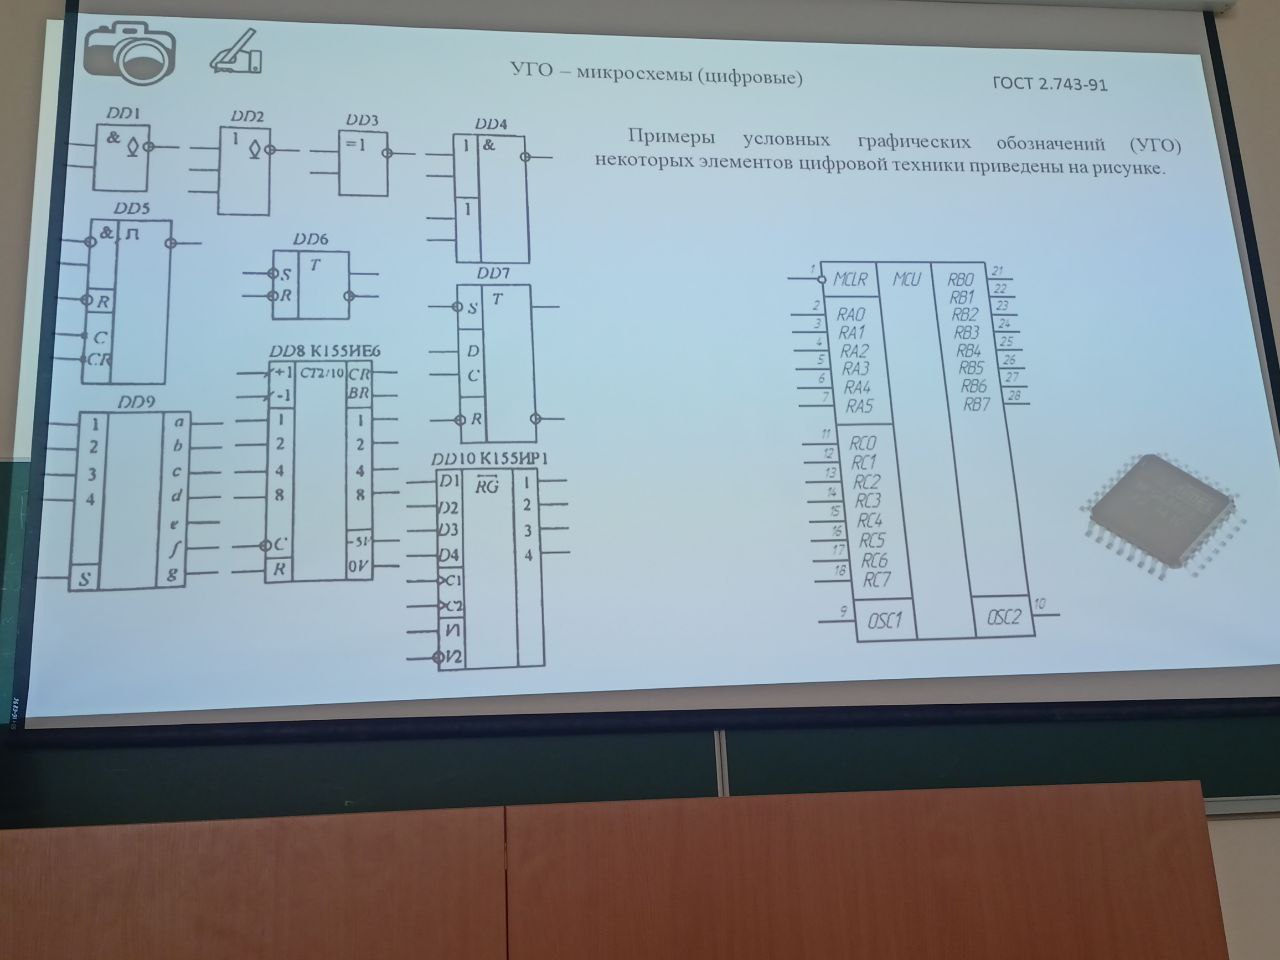 УГО – микросхемы (цифровые)
ГОСТ 2.743-91
Примеры условных графических обозначений (УГО)
некоторых элементов цифровой техники приведены на рисунке.
DD1
&
DD2
1
DD3
=1
DD4
1 &
1
DD5
&
R
C
CR
DD6
S T
R
DD7
S T
D
C
R
DD8 К155ИЕ6
+1 CT2/10 CR
-1 BR
1 1
2 2
4 4
8 8
C -5V
R 0V
DD9
1 a
2 b
3 c
4 d
e
f
S g
DD10 К155ИР1
D1 RG 1
D2 2
D3 3
D4 4
C1
C2
V1
V2
1 MCLR MCU RB0 21
RB1 22
2 RA0 RB2 23
3 RA1 RB3 24
4 RA2 RB4 25
5 RA3 RB5 26
6 RA4 RB6 27
7 RA5 RB7 28
11 RC0
12 RC1
13 RC2
14 RC3
15 RC4
16 RC5
17 RC6
18 RC7
9 OSC1 OSC2 10